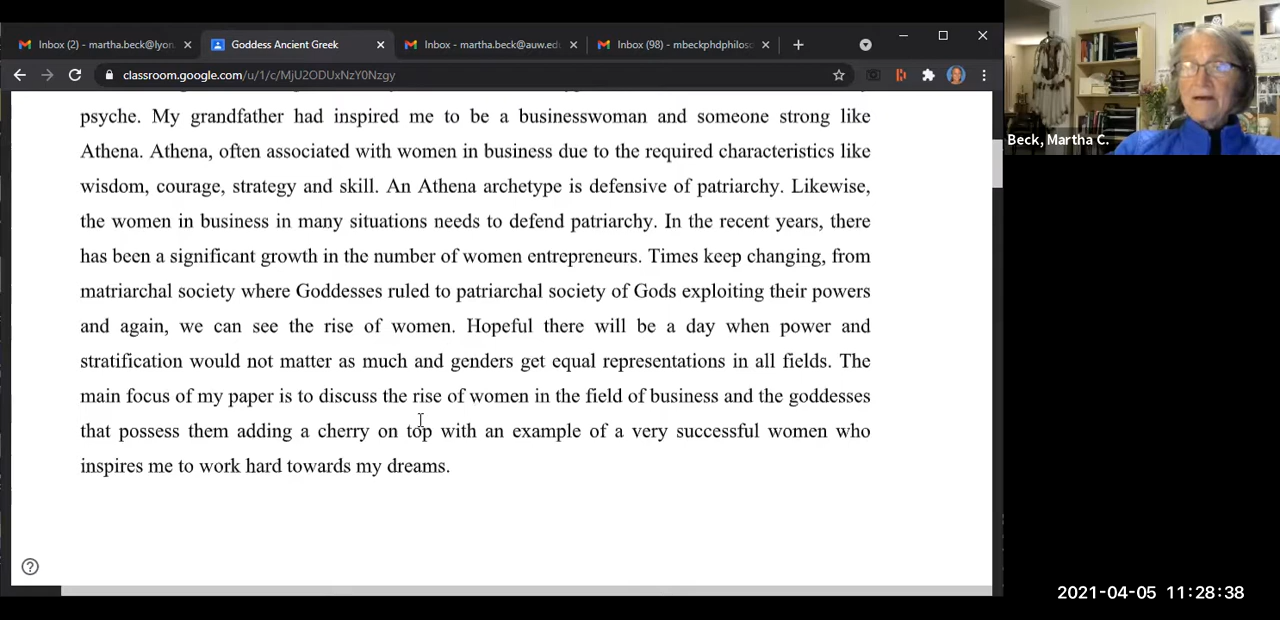 Inbox (2) - martha.beck@lyon
Goddess Ancient Greek
Inbox - martha.beck@auw.ed
Inbox (98) - mbeckphdphilos
classroom.google.com/u/1/c/MjU2ODUxNzY0Nzgy
psyche. My grandfather had inspired me to be a businesswoman and someone strong like
Athena. Athena, often associated with women in business due to the required characteristics like
wisdom, courage, strategy and skill. An Athena archetype is defensive of patriarchy. Likewise,
the women in business in many situations needs to defend patriarchy. In the recent years, there
has been a significant growth in the number of women entrepreneurs. Times keep changing, from
matriarchal society where Goddesses ruled to patriarchal society of Gods exploiting their powers
and again, we can see the rise of women. Hopeful there will be a day when power and
stratification would not matter as much and genders get equal representations in all fields. The
main focus of my paper is to discuss the rise of women in the field of business and the goddesses
that possess them adding a cherry on top with an example of a very successful women who
inspires me to work hard towards my dreams.
Beck, Martha C.
2021-04-05 11:28:38